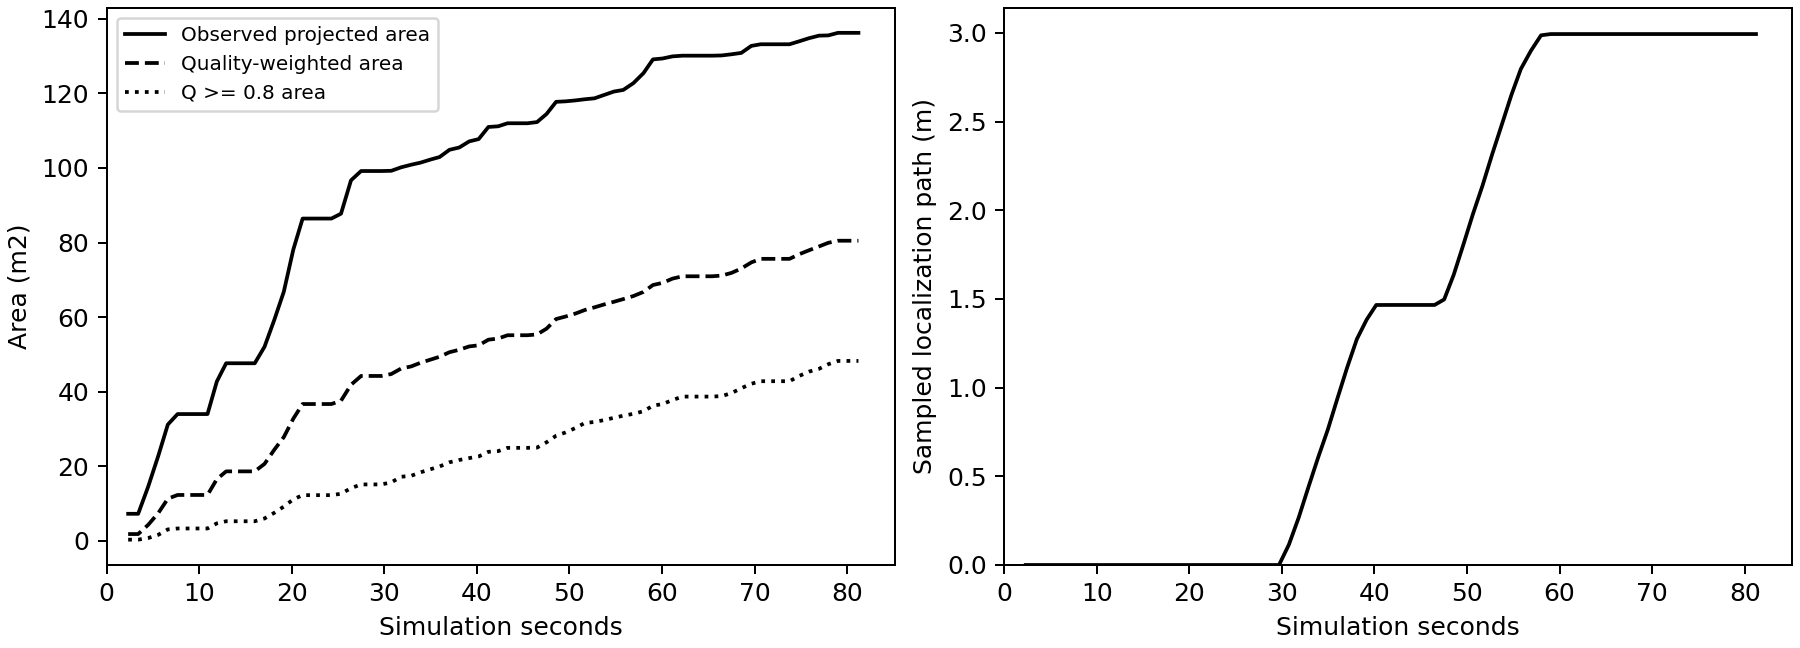 Observed projected area
Quality-weighted area
Q >= 0.8 area
140
120
100
80
60
40
20
0
Area (m2)
0 10 20 30 40 50 60 70 80
Simulation seconds
3.0
2.5
2.0
1.5
1.0
0.5
0.0
Sampled localization path (m)
0 10 20 30 40 50 60 70 80
Simulation seconds